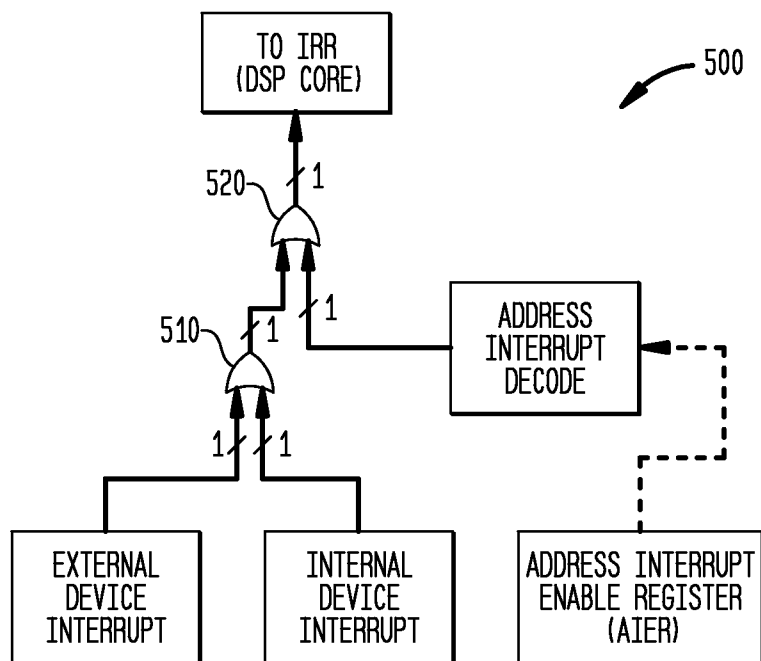 TO IRR
(DSP CORE)
500
1
520
1
510
1
ADDRESS
INTERRUPT
DECODE
1
1
EXTERNAL
DEVICE
INTERRUPT
INTERNAL
DEVICE
INTERRUPT
ADDRESS INTERRUPT
ENABLE REGISTER
(AIER)